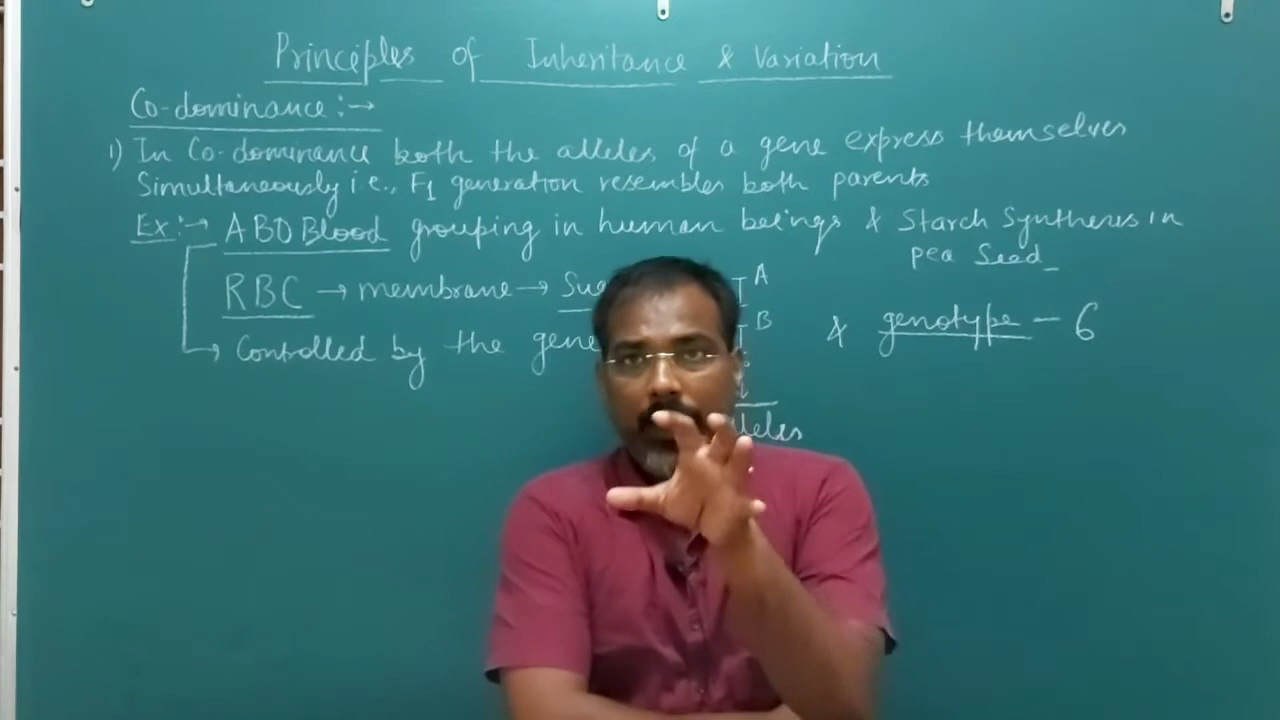 Principles of Inheritance & Variation
Co-dominance :→
1) In Co-dominance both the alleles of a gene express themselves
Simultaneously i.e., F1 generation resembles both parents
Ex:→ ABO Blood grouping in human beings & Starch Synthesis in
pea Seed
RBC → membrane → A
Controlled by the gene B & genotype - 6